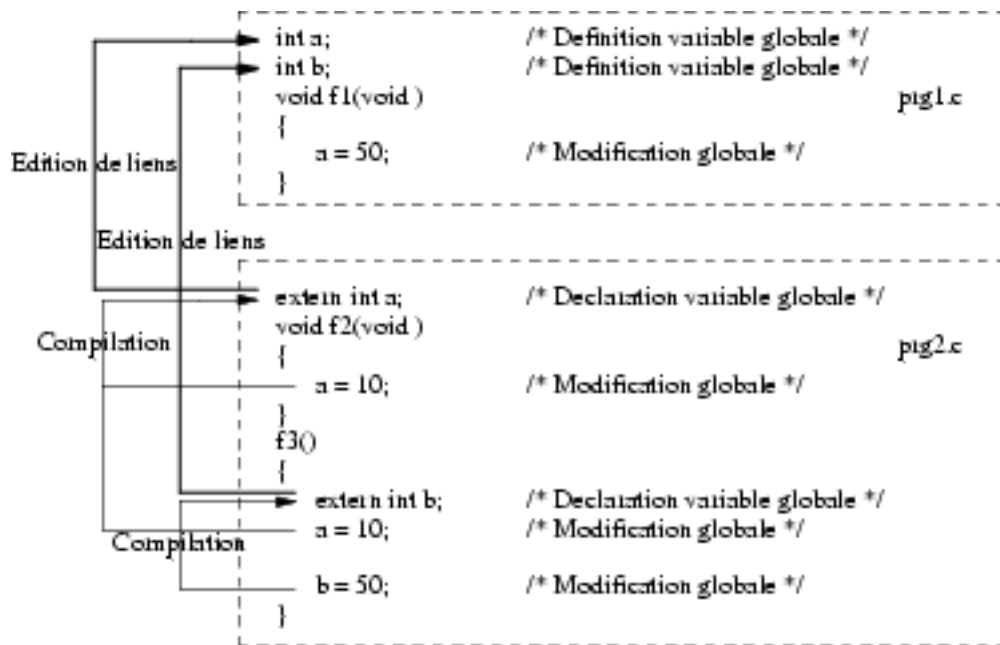 int a; /* Definition variable globale */
int b; /* Definition variable globale */
void f1(void ) prg1.c
{
Edition de liens a = 50; /* Modification globale */
}
Edition de liens
extern int a; /* Declaration variable globale */
void f2(void )
Compilation { prg2.c
a = 10; /* Modification globale */
}
f3()
{
extern int b; /* Declaration variable globale */
a = 10; /* Modification globale */
Compilation
b = 50; /* Modification globale */
}